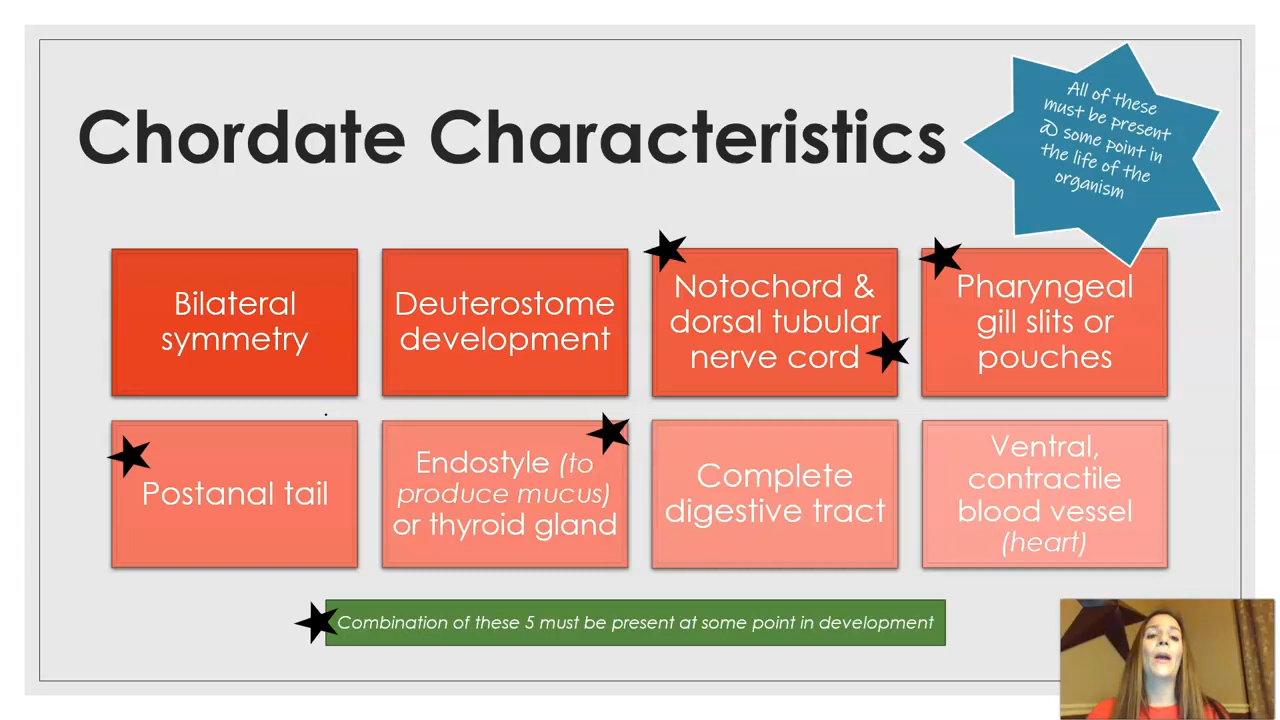 Chordate Characteristics
All of these
must be present
@ some point in
the life of the
organism
Bilateral
symmetry
Deuterostome
development
Notochord &
dorsal tubular
nerve cord
Pharyngeal
gill slits or
pouches
Postanal tail
Endostyle (to
produce mucus)
or thyroid gland
Complete
digestive tract
Ventral,
contractile
blood vessel
(heart)
Combination of these 5 must be present at some point in development